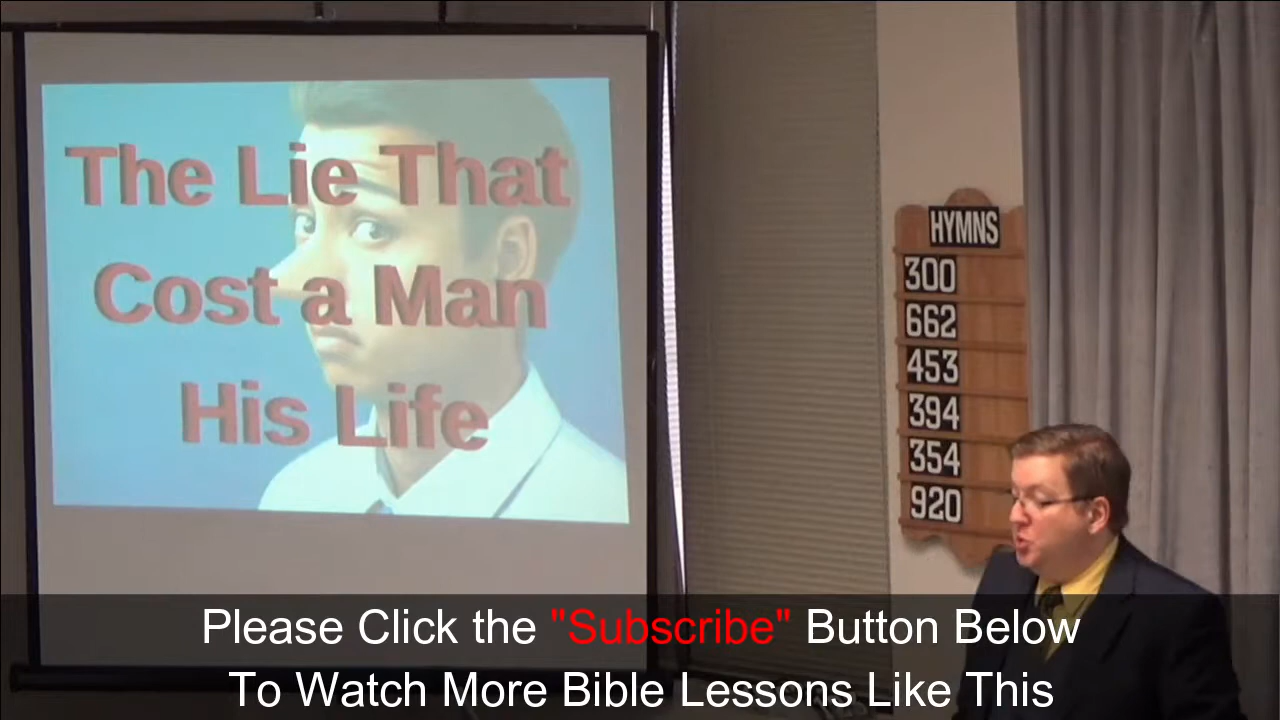 The Lie That
Cost a Man
His Life
HYMNS
300
662
453
394
354
920
Please Click the "Subscribe" Button Below
To Watch More Bible Lessons Like This